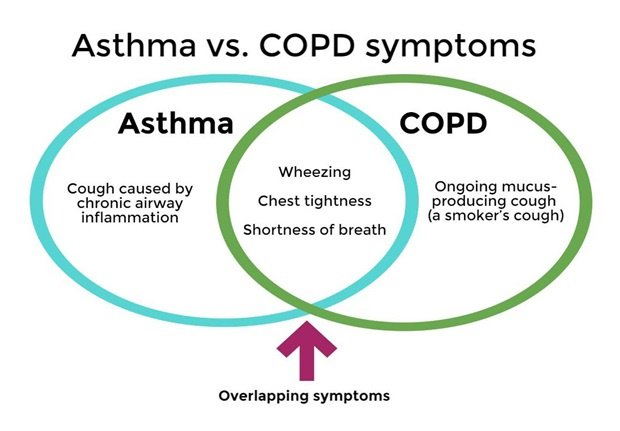 Asthma vs. COPD symptoms
Asthma
COPD
Cough caused by
chronic airway
inflammation
Wheezing
Chest tightness
Shortness of breath
Ongoing mucus-
producing cough
(a smoker's cough)
Overlapping symptoms